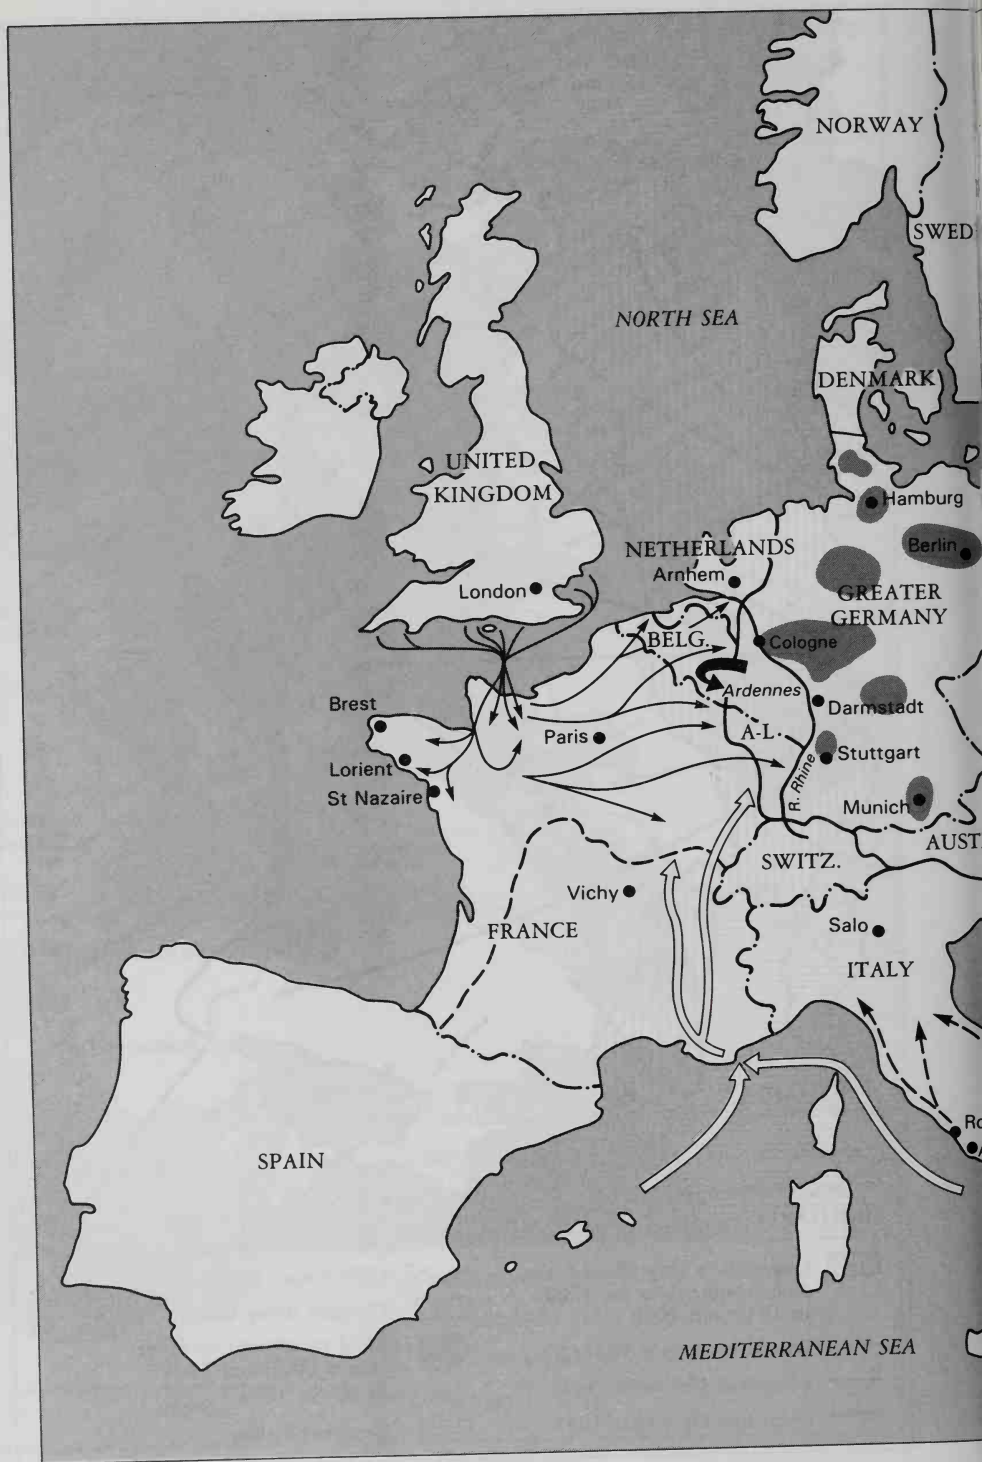 NORWAY
SWED
NORTH SEA
DENMARK
UNITED
KINGDOM
Hamburg
NETHERLANDS
Berlin
Arnhem
London
GREATER
GERMANY
BELG.
Cologne
Ardennes
Brest
Darmstadt
Paris
A-L.
Lorient
Stuttgart
St Nazaire
R. Rhine
Munich
AUST.
SWITZ.
Vichy
Salo
FRANCE
ITALY
Ro
SPAIN
MEDITERRANEAN SEA